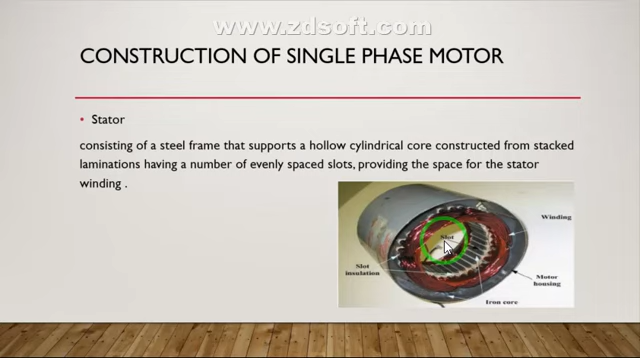 www.zdsoft.com
CONSTRUCTION OF SINGLE PHASE MOTOR
• Stator
consisting of a steel frame that supports a hollow cylindrical core constructed from stacked
laminations having a number of evenly spaced slots, providing the space for the stator
winding .
Winding
Slot
Slot
insulation
Motor
housing
Iron core